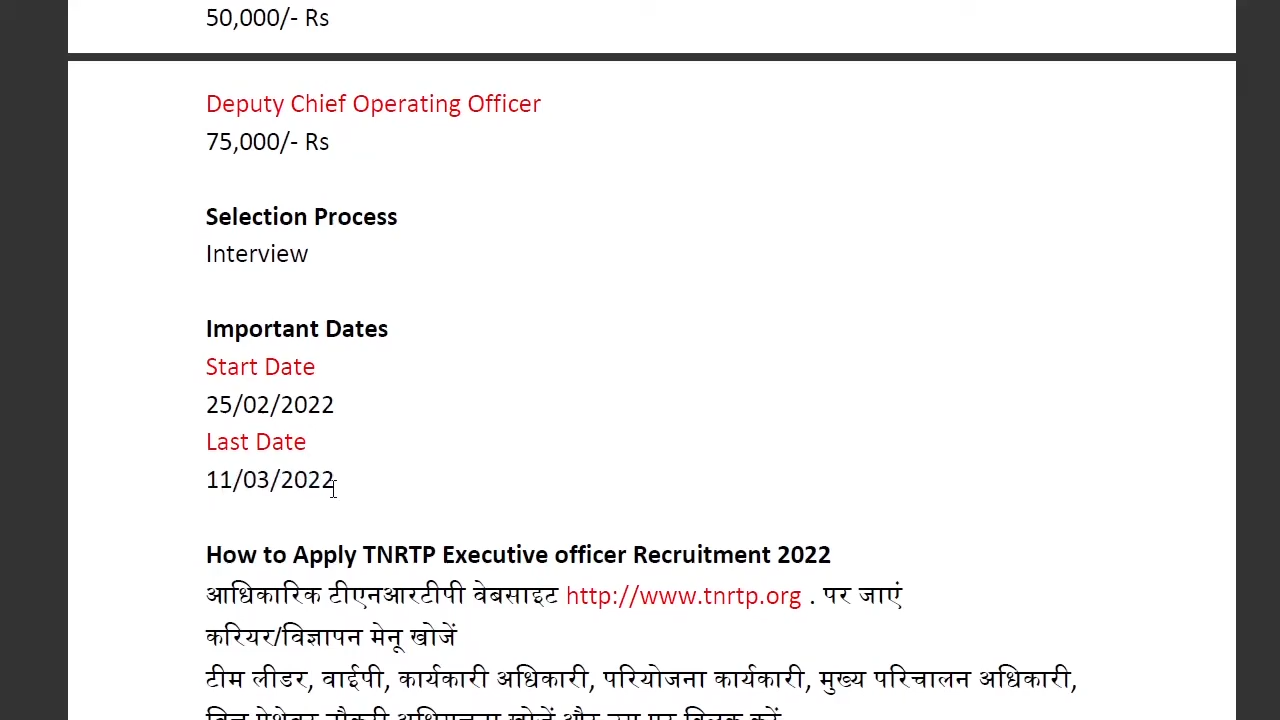 50,000/- Rs
Deputy Chief Operating Officer
75,000/- Rs
Selection Process
Interview
Important Dates
Start Date
25/02/2022
Last Date
11/03/2022
How to Apply TNRTP Executive officer Recruitment 2022
आधिकारिक टीएनआरटीपी वेबसाइट http://www.tnrtp.org . पर जाएं
करियर/विज्ञापन मेनू खोजें
टीम लीडर, वाईपी, कार्यकारी अधिकारी, परियोजना कार्यकारी, मुख्य परिचालन अधिकारी,